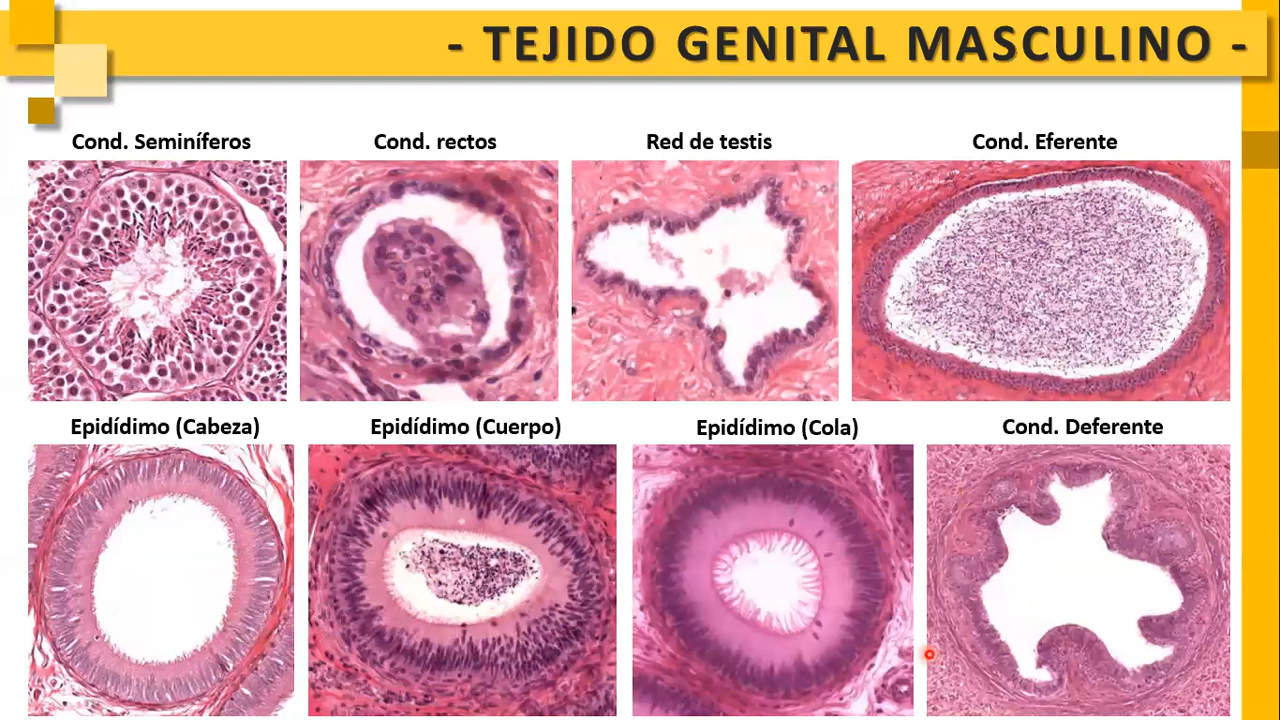 - TEJIDO GENITAL MASCULINO -
Cond. Seminíferos
Cond. rectos
Red de testis
Cond. Eferente
Epidídimo (Cabeza)
Epidídimo (Cuerpo)
Epidídimo (Cola)
Cond. Deferente